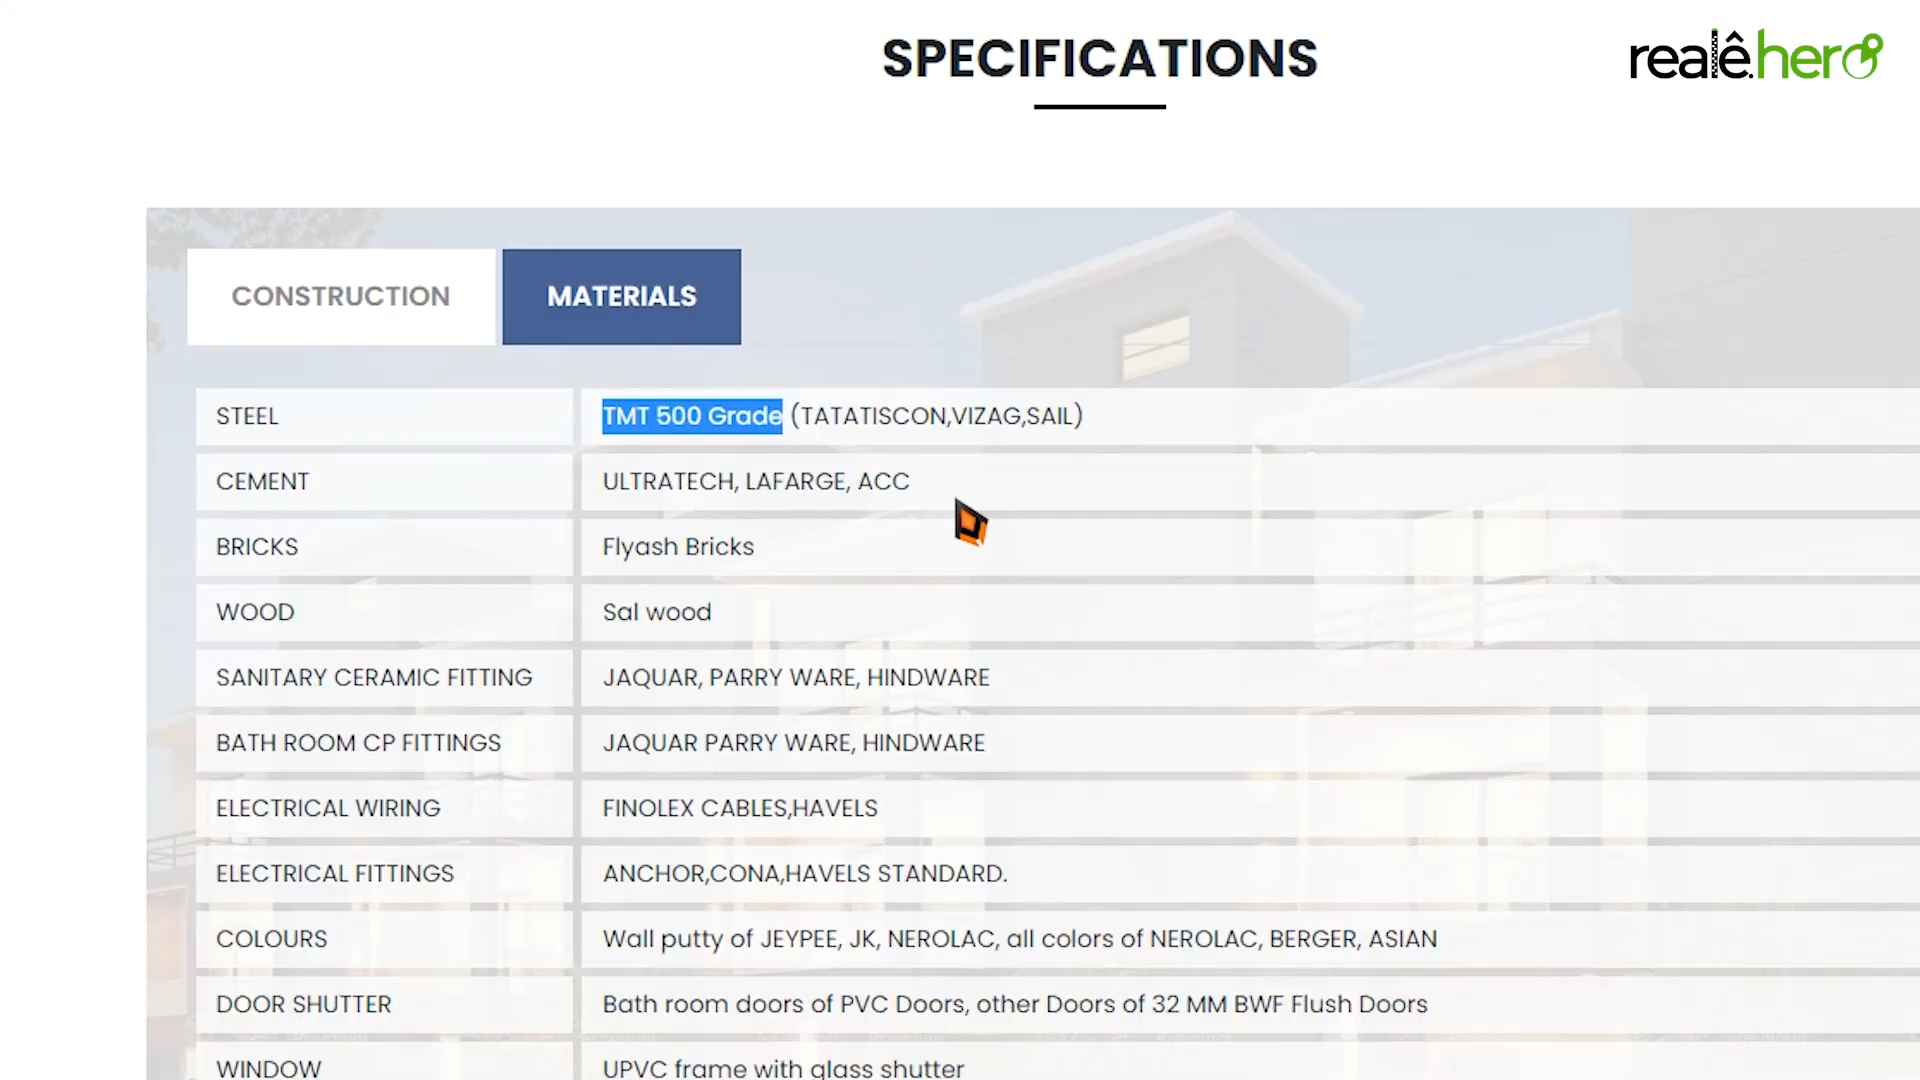 SPECIFICATIONS
realê.hero
CONSTRUCTION
MATERIALS
STEEL
TMT 500 Grade (TATATISCON,VIZAG,SAIL)
CEMENT
ULTRATECH, LAFARGE, ACC
BRICKS
Flyash Bricks
WOOD
Sal wood
SANITARY CERAMIC FITTING
JAQUAR, PARRY WARE, HINDWARE
BATH ROOM CP FITTINGS
JAQUAR PARRY WARE, HINDWARE
ELECTRICAL WIRING
FINOLEX CABLES,HAVELS
ELECTRICAL FITTINGS
ANCHOR,CONA,HAVELS STANDARD.
COLOURS
Wall putty of JEYPEE, JK, NEROLAC, all colors of NEROLAC, BERGER, ASIAN
DOOR SHUTTER
Bath room doors of PVC Doors, other Doors of 32 MM BWF Flush Doors
WINDOW
UPVC frame with glass shutter